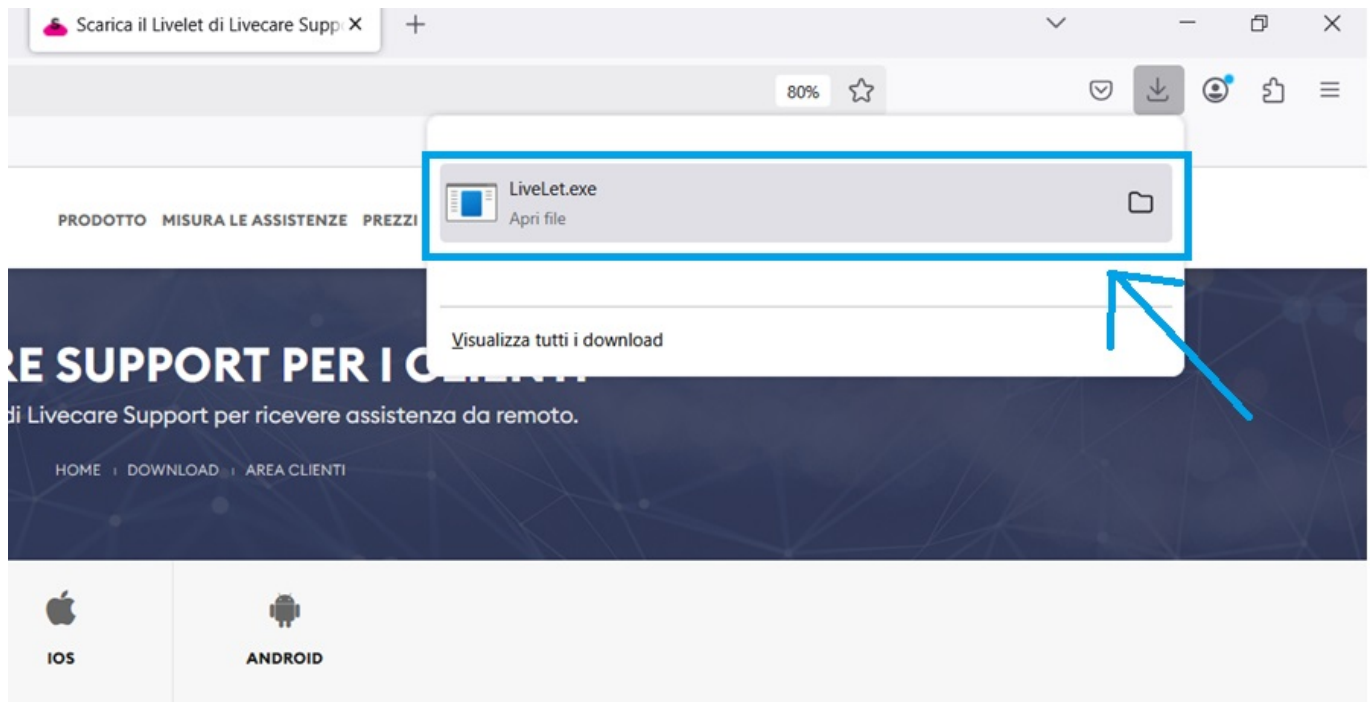 Scarica il Livelet di Livecare Supp
80%
LiveLet.exe
Apri file
PRODOTTO MISURA LE ASSISTENZE PREZZI
Visualizza tutti i download
RE SUPPORT PER I CLIENTI
di Livecare Support per ricevere assistenza da remoto.
HOME DOWNLOAD AREA CLIENTI
IOS ANDROID